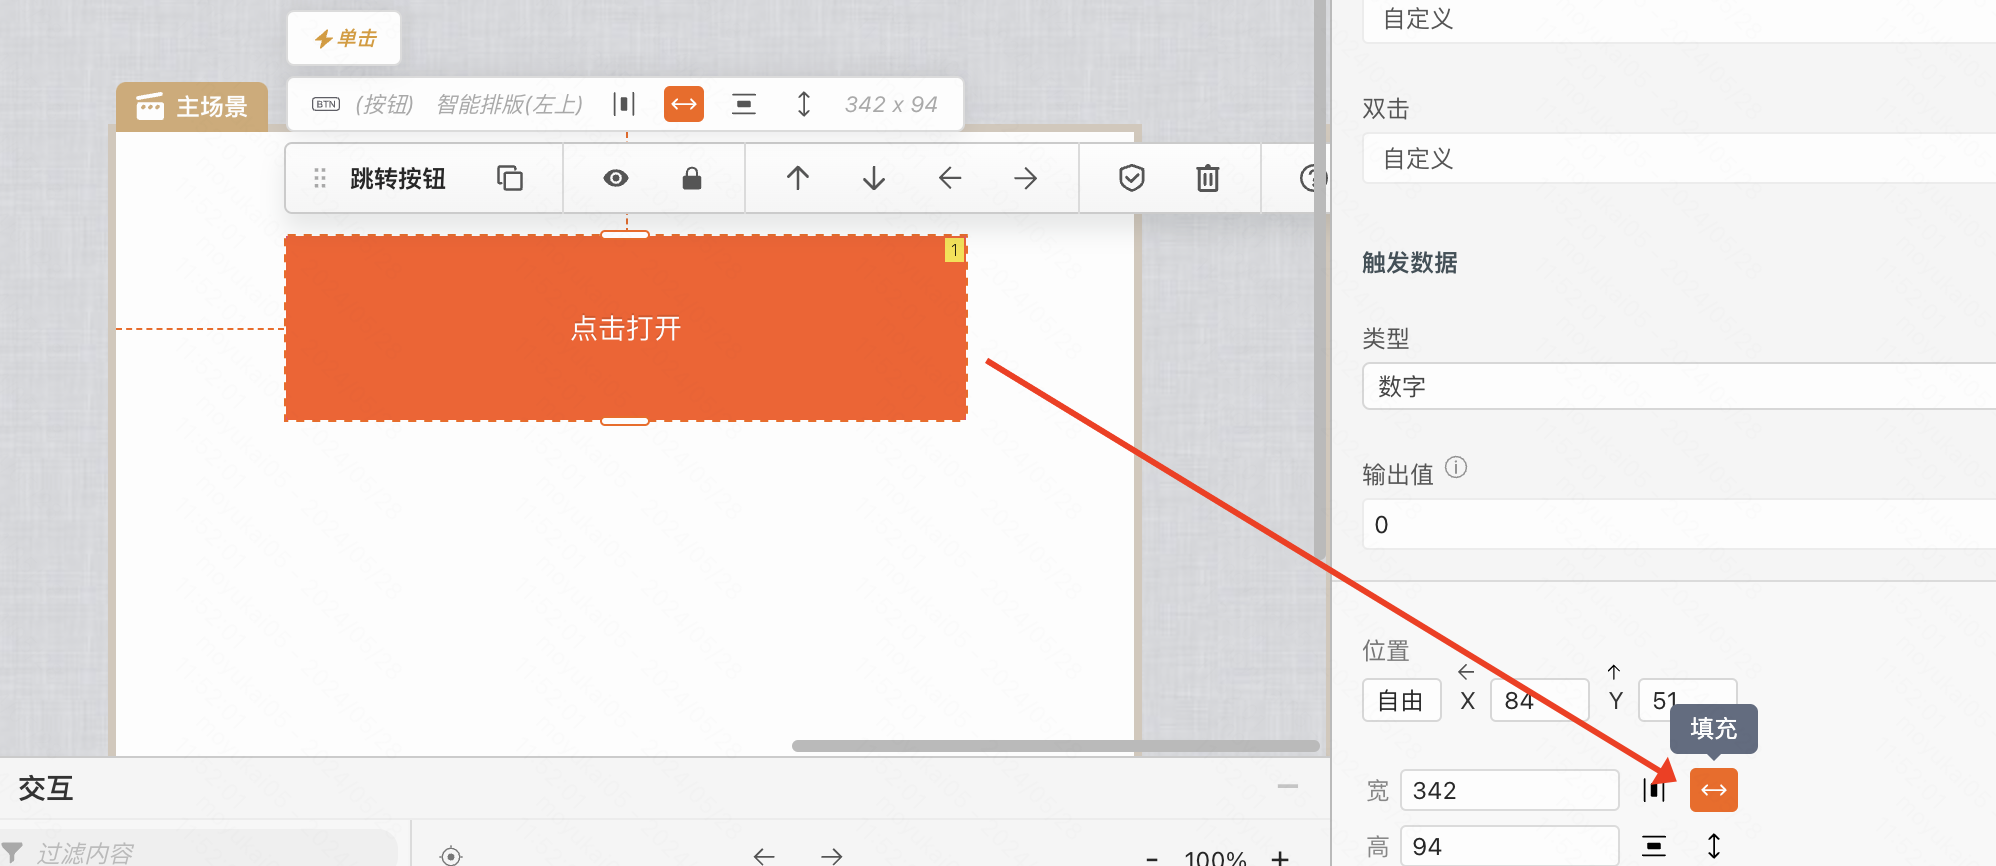 单击
主场景
BTN (按钮) 智能排版(左上) 342 x 94
跳转按钮
1
点击打开
交互
过滤内容
- 100% +
自定义
双击
自定义
触发数据
类型
数字
输出值
0
位置
自由 X 84 Y 51
填充
宽 342
高 94